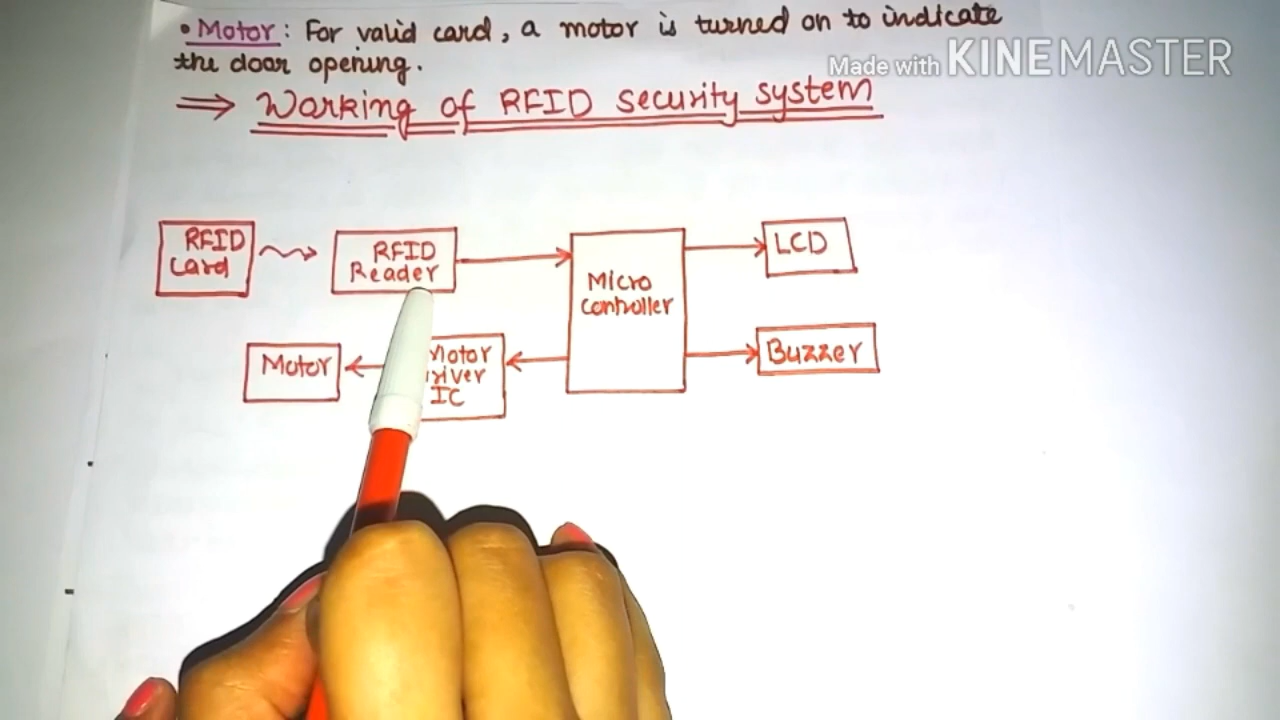 • Motor : For valid card, a motor is turned on to indicate
the door opening.
Made with KINEMASTER
⇒ Working of RFID security system
RFID
Card
RFID
Reader
Micro
Controller
LCD
Buzzer
Motor
IC
Motor